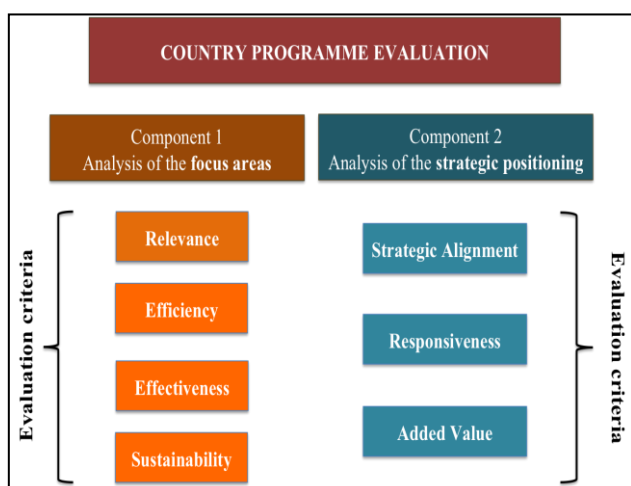 COUNTRY PROGRAMME EVALUATION
Component 1
Analysis of the focus areas
Component 2
Analysis of the strategic positioning
Evaluation criteria
Relevance
Efficiency
Effectiveness
Sustainability
Strategic Alignment
Responsiveness
Added Value
Evaluation
criteria